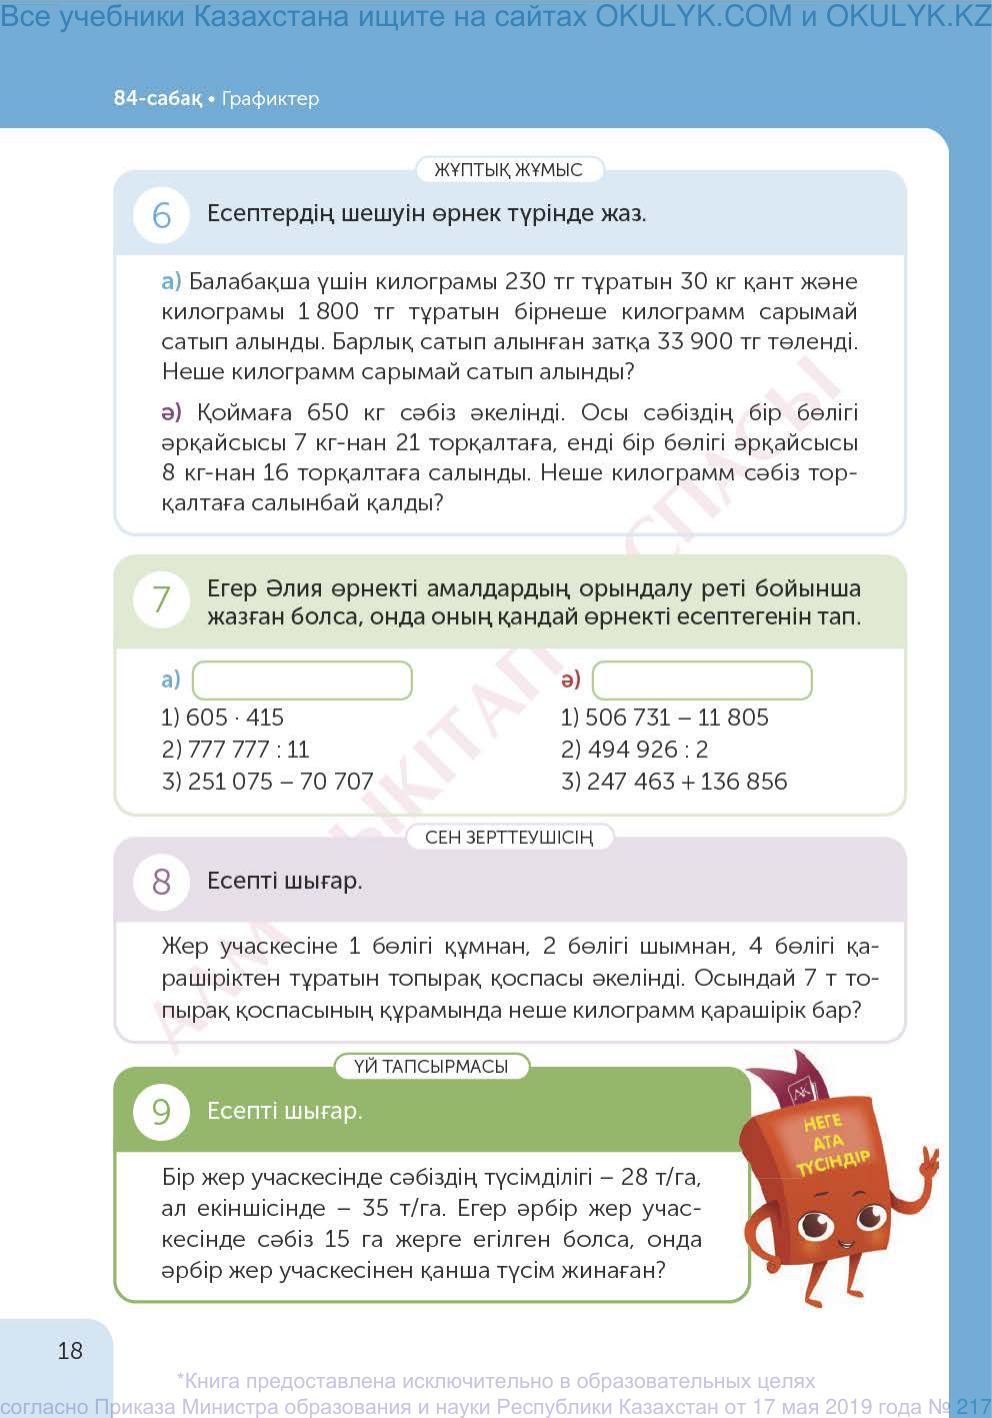 Все учебники Казахстана ищите на сайтах OKULYK.COM и OKULYK.KZ
84-сабақ • Графиктер
ЖҰПТЫҚ ЖҰМЫС
6 Есептердің шешуін өрнек түрінде жаз.
а) Балабақша үшін килограмы 230 тг тұратын 30 кг қант және
килограмы 1 800 тг тұратын бірнеше килограмм сарымай
сатып алынды. Барлық сатып алынған затқа 33 900 тг төленді.
Неше килограмм сарымай сатып алынды?
ә) Қоймаға 650 кг сәбіз әкелінді. Осы сәбіздің бір бөлігі
әрқайсысы 7 кг-нан 21 торқалтаға, енді бір бөлігі әрқайсысы
8 кг-нан 16 торқалтаға салынды. Неше килограмм сәбіз тор-
қалтаға салынбай қалды?
7 Егер Әлия өрнекті амалдардың орындалу реті бойынша
жазған болса, онда оның қандай өрнекті есептегенін тап.
а)
1) 605 · 415
2) 777 777 : 11
3) 251 075 – 70 707
ә)
1) 506 731 – 11 805
2) 494 926 : 2
3) 247 463 + 136 856
СЕН ЗЕРТТЕУШІСІҢ
8 Есепті шығар.
Жер учаскесіне 1 бөлігі құмнан, 2 бөлігі шымнан, 4 бөлігі қа-
рашіріктен тұратын топырақ қоспасы әкелінді. Осындай 7 т то-
пырақ қоспасының құрамында неше килограмм қарашірік бар?
ҮЙ ТАПСЫРМАСЫ
9 Есепті шығар.
Бір жер учаскесінде сәбіздің түсімділігі – 28 т/га,
ал екіншісінде – 35 т/га. Егер әрбір жер учас-
кесінде сәбіз 15 га жерге егілген болса, онда
әрбір жер учаскесінен қанша түсім жинаған?
АК
НЕГЕ
АТА
ТҮСІНДІР
18
*Книга предоставлена исключительно в образовательных целях
согласно Приказа Министра образования и науки Республики Казахстан от 17 мая 2019 года № 217